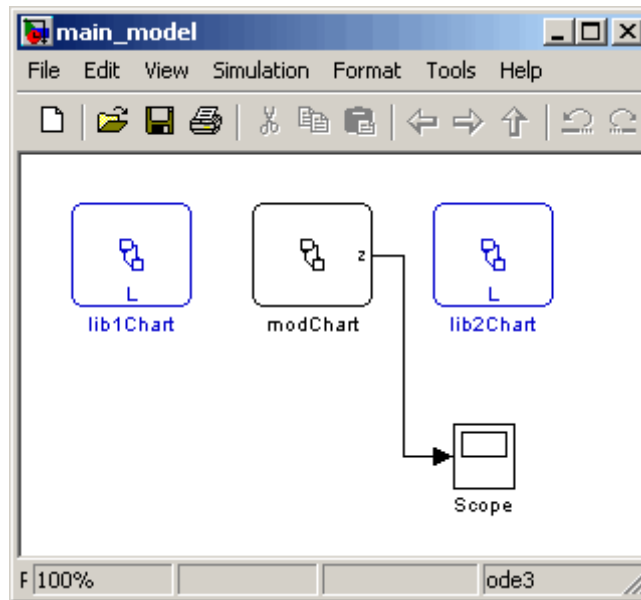 main_model
File Edit View Simulation Format Tools Help
z
L L
lib1Chart modChart lib2Chart
Scope
F 100% ode3